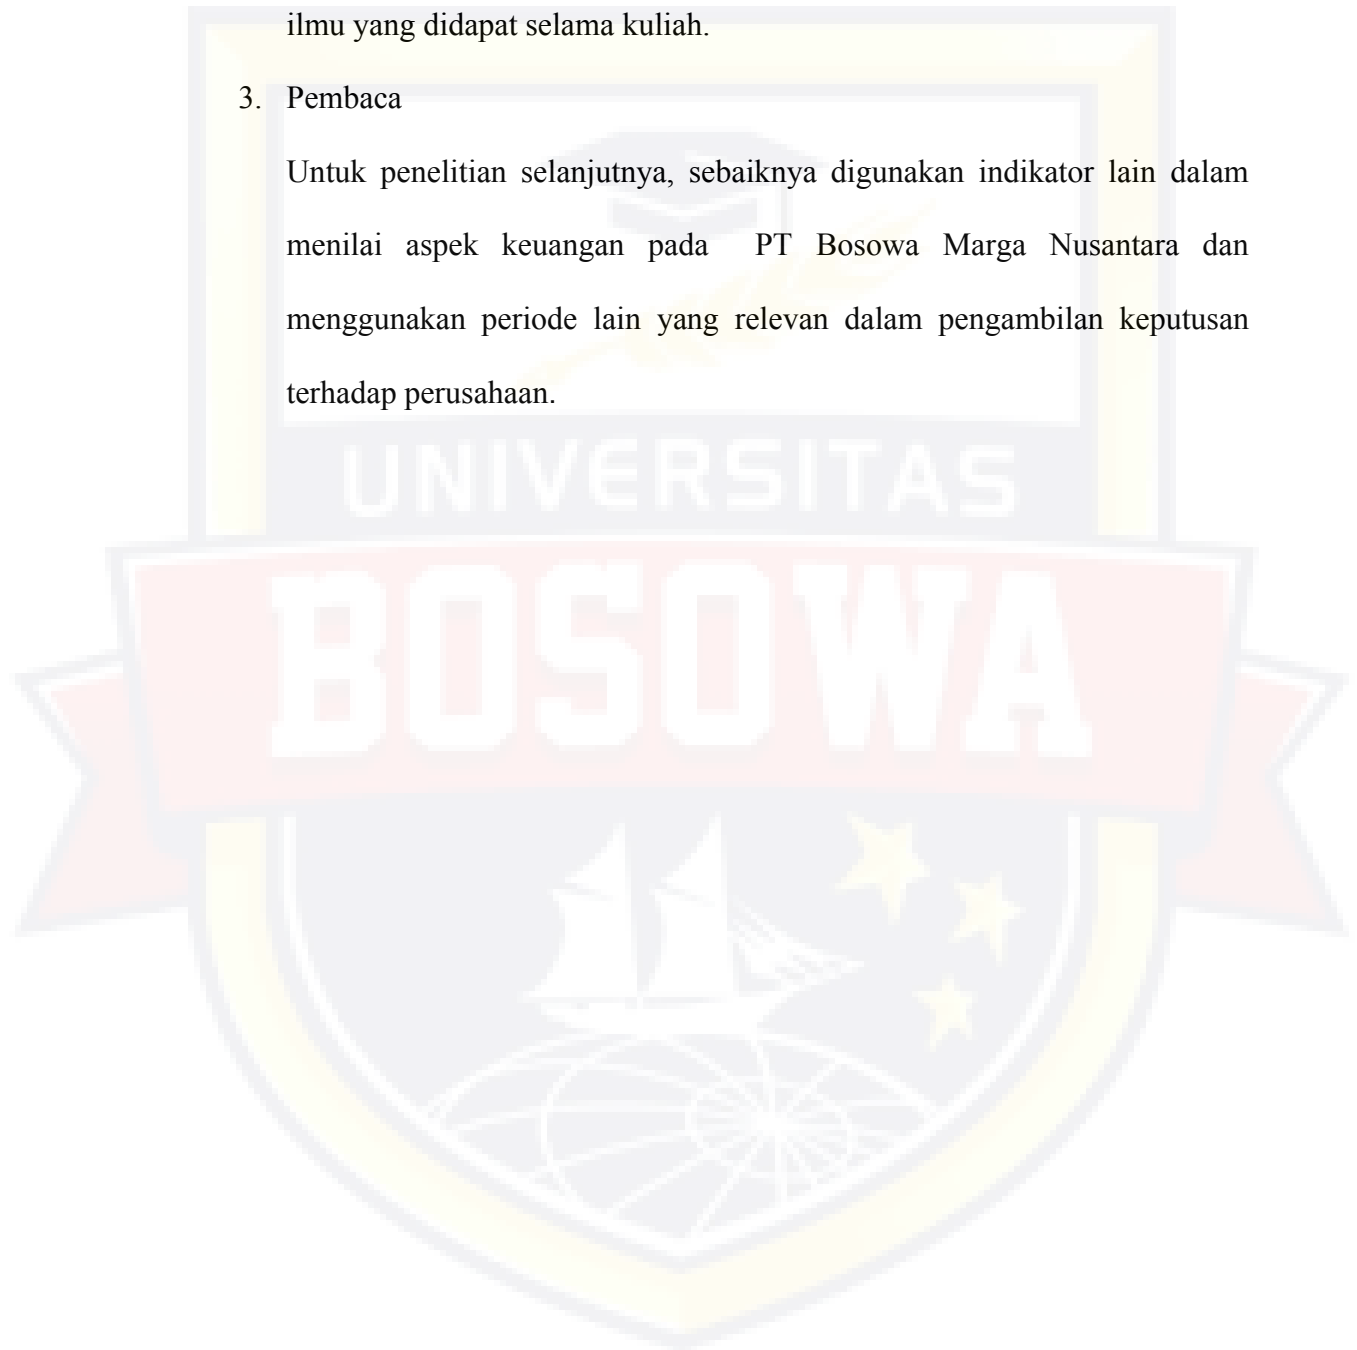 ilmu yang didapat selama kuliah.
3. Pembaca
Untuk penelitian selanjutnya, sebaiknya digunakan indikator lain dalam
menilai aspek keuangan pada PT Bosowa Marga Nusantara dan
menggunakan periode lain yang relevan dalam pengambilan keputusan
terhadap perusahaan.
UNIVERSITAS
BOSOWA